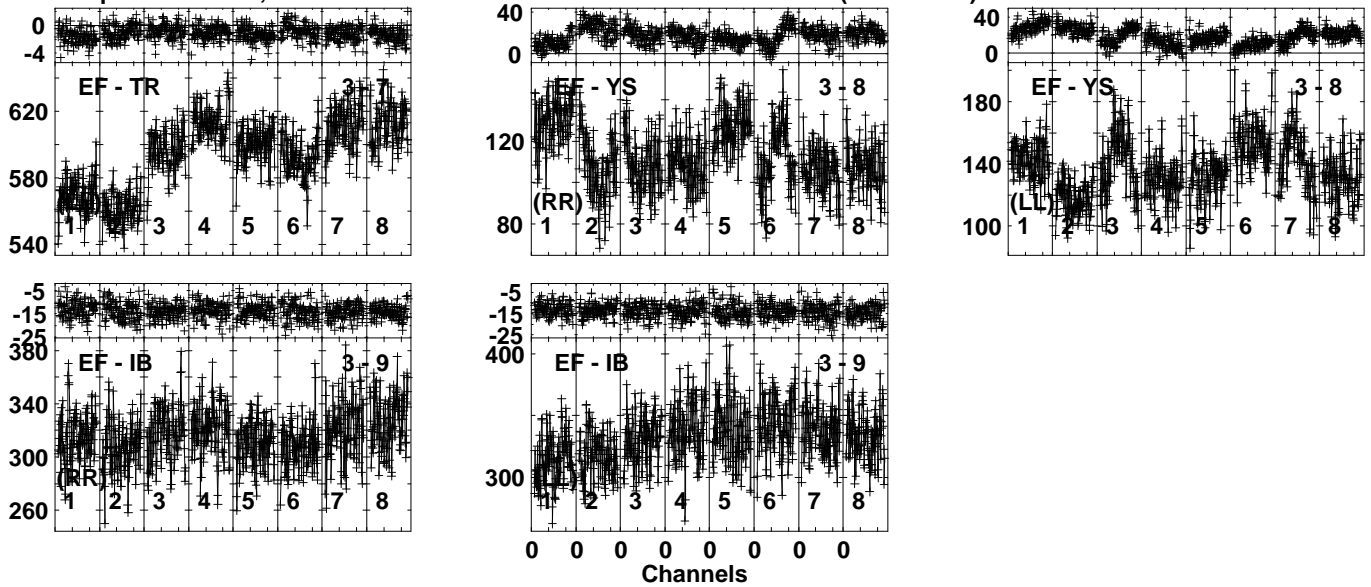 0
-4
EF - TR 3 - 7
620
580
540
1 2 3 4 5 6 7 8
40
0
EF - YS 3 - 8
120
80
(RR)
1 2 3 4 5 6 7 8
40
0
EF - YS 3 - 8
180
140
100
(LL)
1 2 3 4 5 6 7 8
-5
-15
-25
EF - IB 3 - 9
380
340
300
260
(RR)
1 2 3 4 5 6 7 8
-5
-15
-25
EF - IB 3 - 9
400
300
(LL)
1 2 3 4 5 6 7 8
0 0 0 0 0 0 0 0
Channels